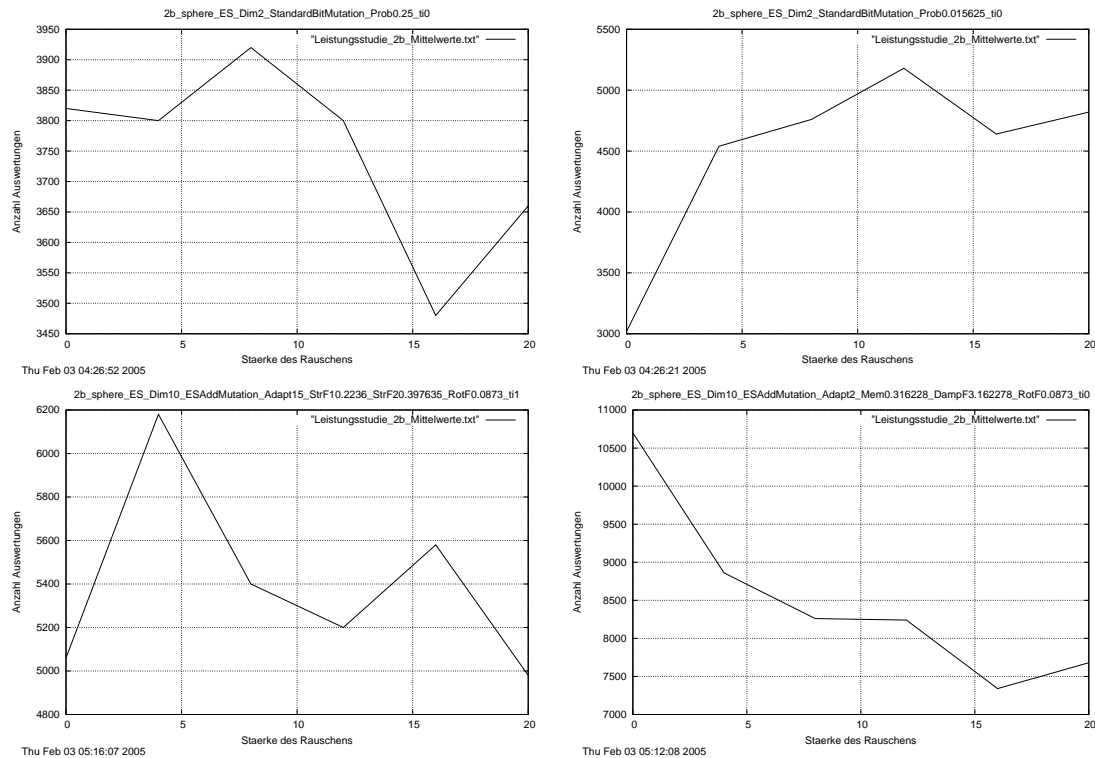 2b_sphere_ES_Dim2_StandardBitMutation_Prob0.25_ti0
3950
3900
3850
3800
3750
3700
3650
3600
3550
3500
3450
Anzahl Auswertungen
"Leistungsstudie_2b_Mittelwerte.txt"
0 5 10 15 20
Staerke des Rauschens
Thu Feb 03 04:26:52 2005
2b_sphere_ES_Dim2_StandardBitMutation_Prob0.015625_ti0
5500
5000
4500
4000
3500
3000
Anzahl Auswertungen
"Leistungsstudie_2b_Mittelwerte.txt"
0 5 10 15 20
Staerke des Rauschens
Thu Feb 03 04:26:21 2005
2b_sphere_ES_Dim10_ESAddMutation_Adapt15_StrF10.2236_StrF20.397635_RotF0.0873_ti1
6200
6000
5800
5600
5400
5200
5000
4800
Anzahl Auswertungen
"Leistungsstudie_2b_Mittelwerte.txt"
0 5 10 15 20
Staerke des Rauschens
Thu Feb 03 05:16:07 2005
2b_sphere_ES_Dim10_ESAddMutation_Adapt2_Mem0.316228_DampF3.162278_RotF0.0873_ti0
11000
10500
10000
9500
9000
8500
8000
7500
7000
Anzahl Auswertungen
"Leistungsstudie_2b_Mittelwerte.txt"
0 5 10 15 20
Staerke des Rauschens
Thu Feb 03 05:12:08 2005